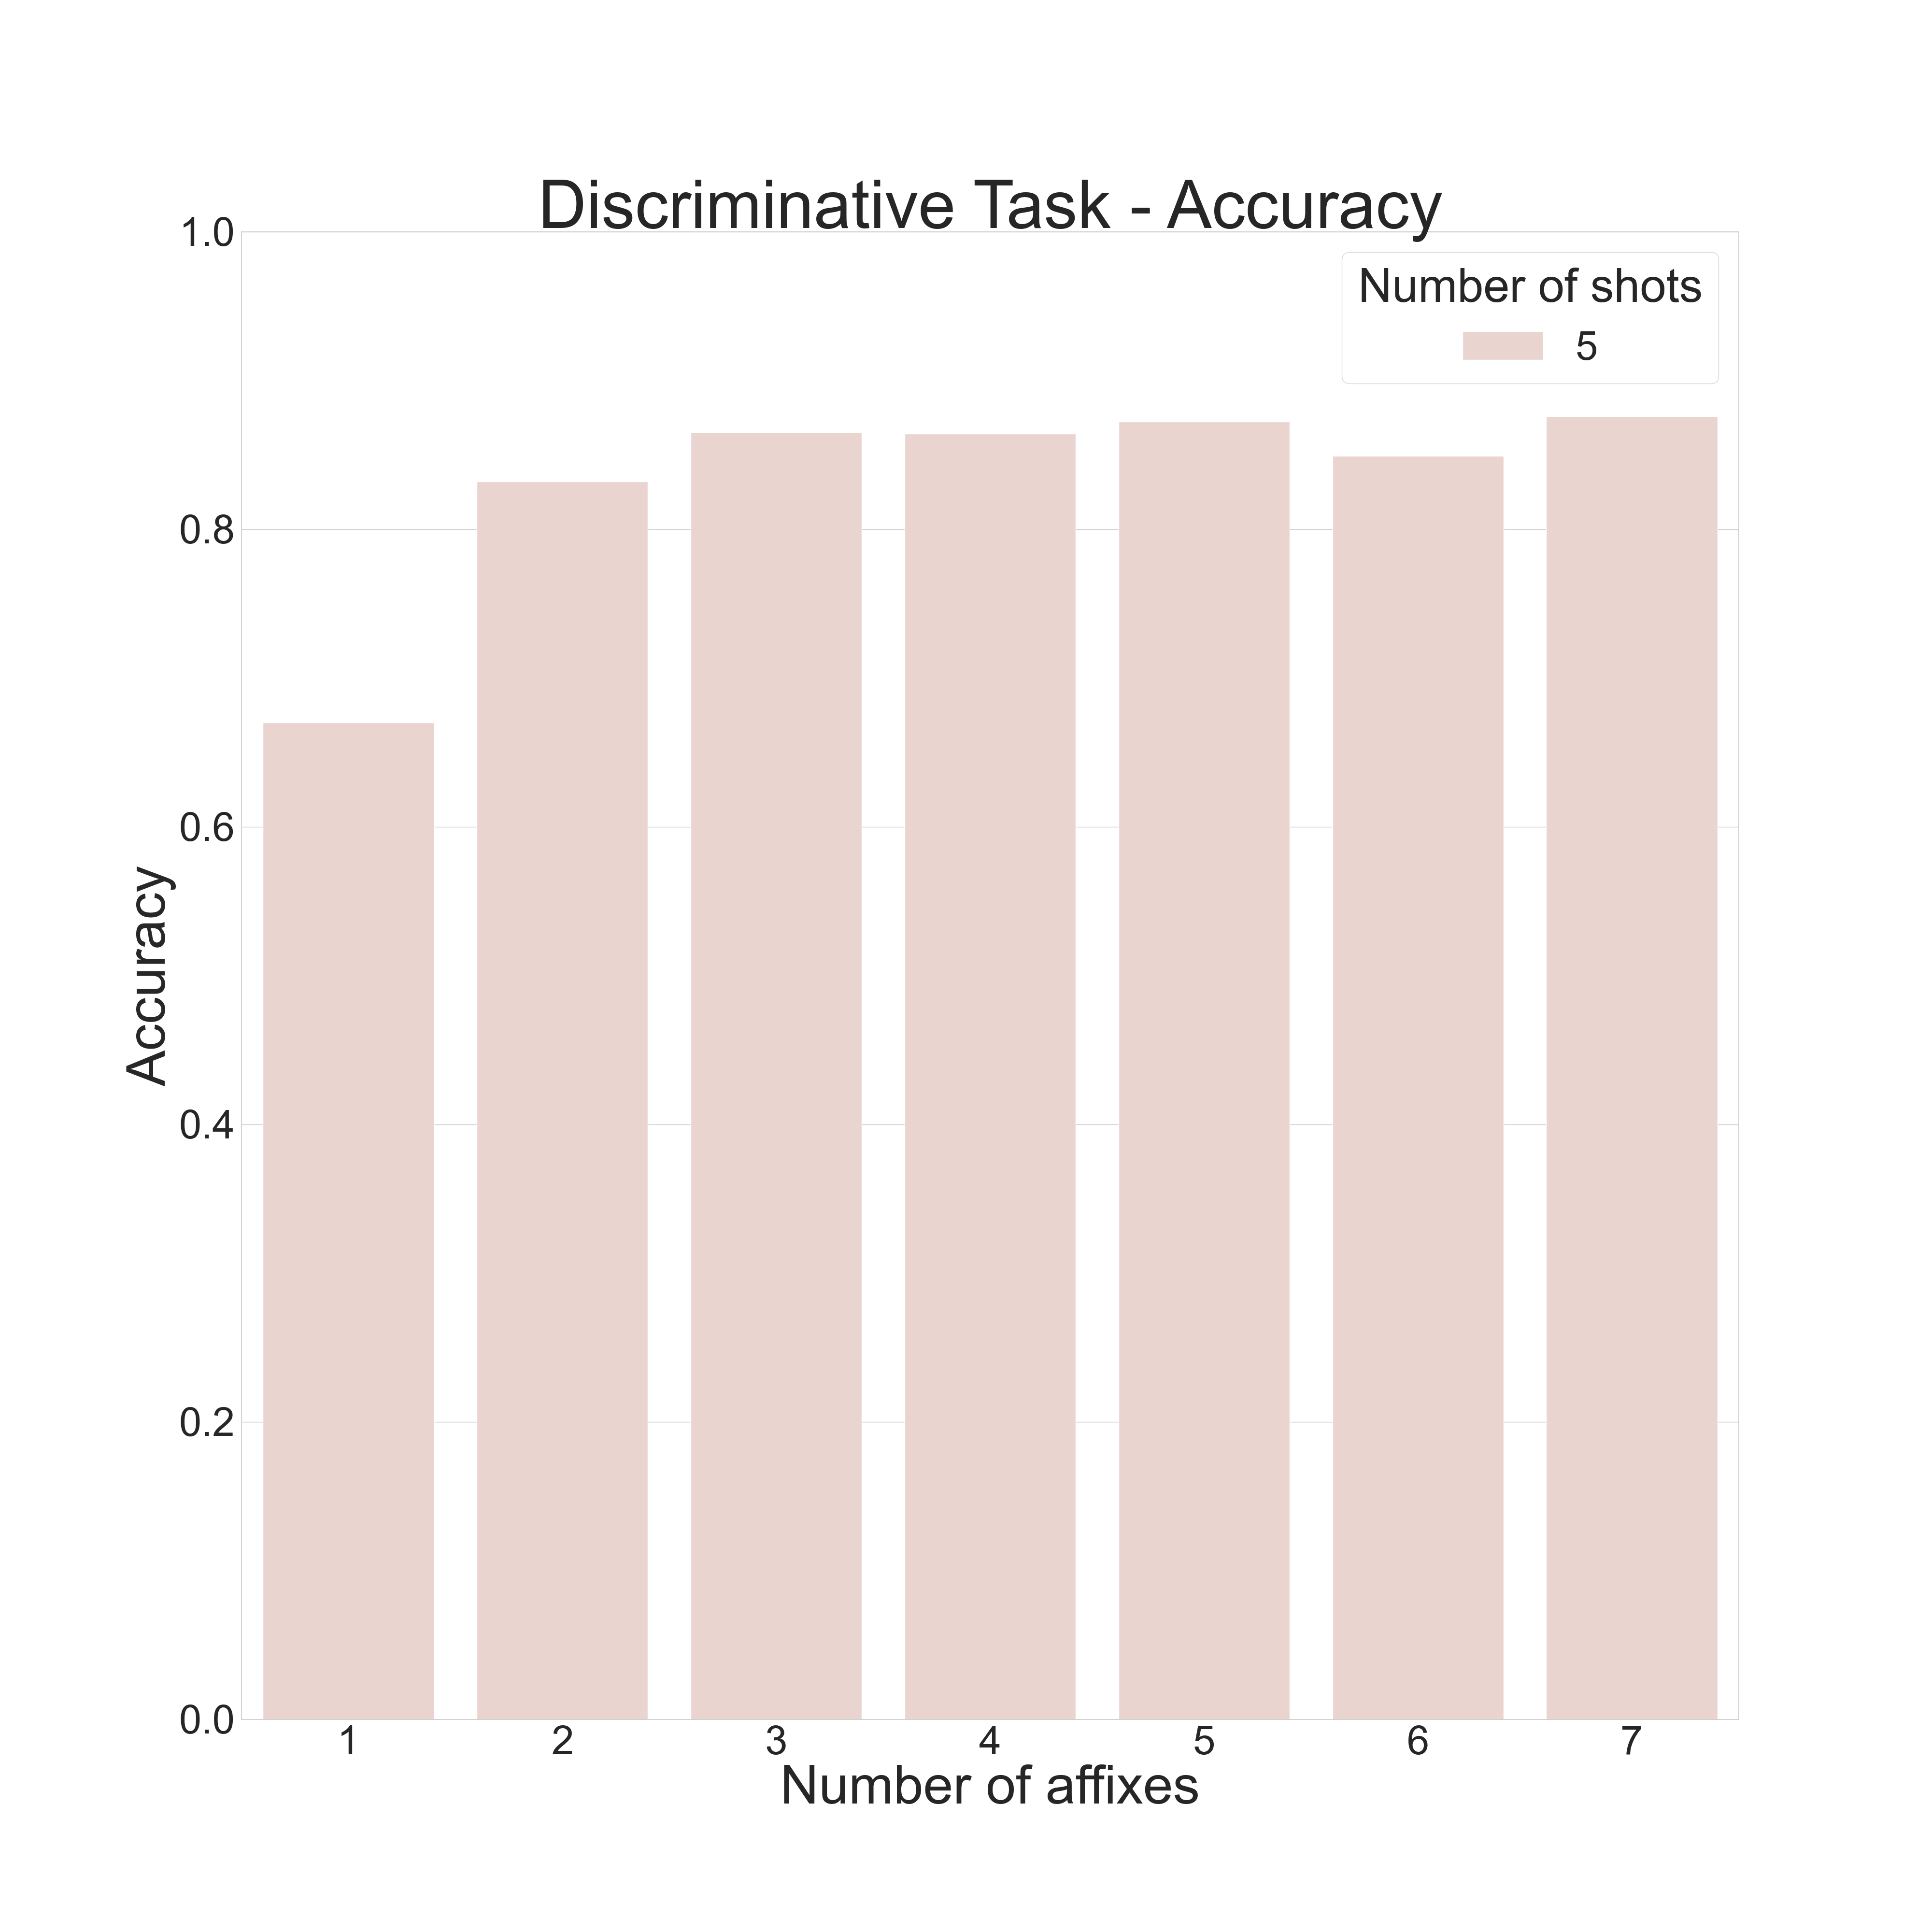 Discriminative Task - Accuracy
Number of shots
5
1.0
0.8
0.6
0.4
0.2
0.0
Accuracy
1 2 3 4 5 6 7
Number of affixes